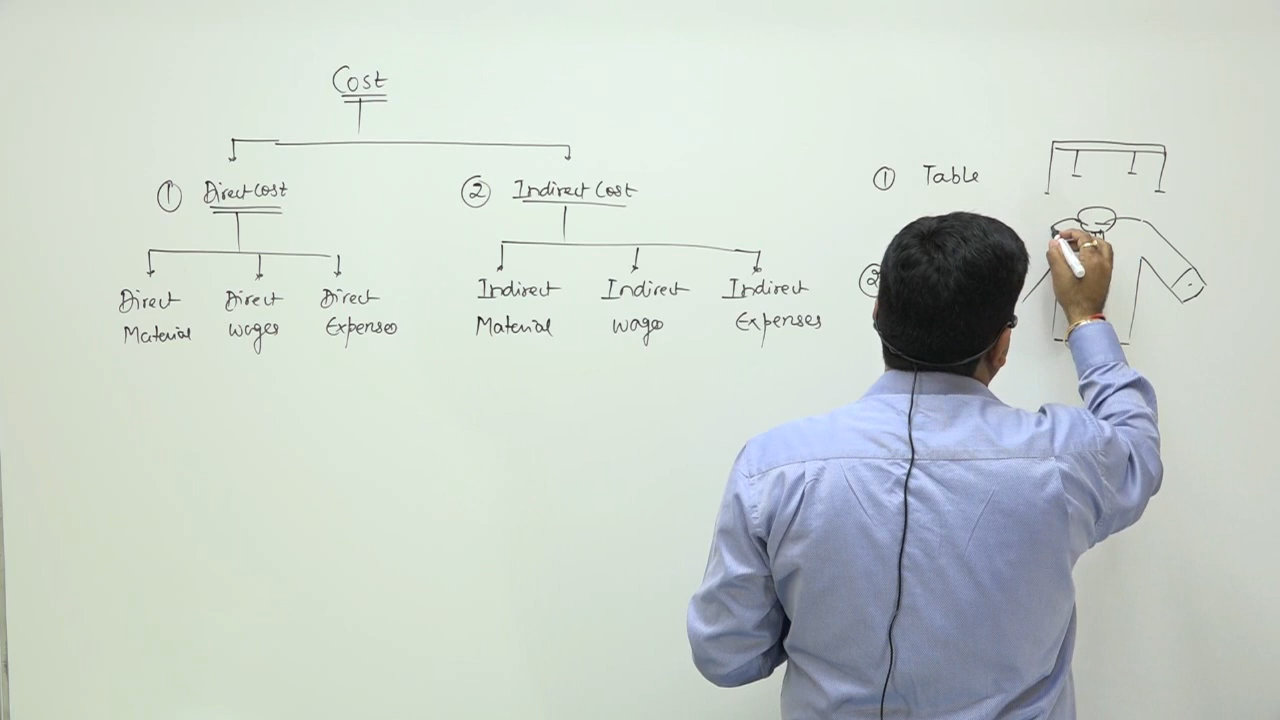 Cost
① Direct cost
② Indirect Cost
Direct Material
Direct wages
Direct Expenses
Indirect Material
Indirect wages
Indirect Expenses
① Table
②